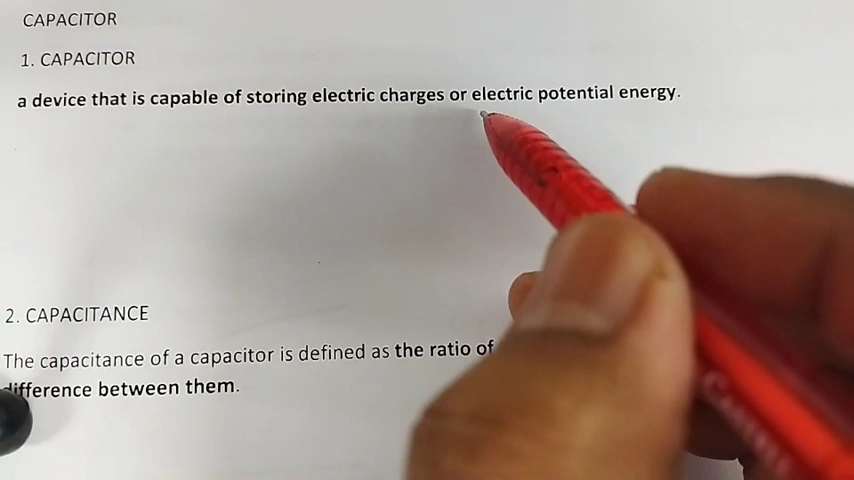 CAPACITOR
1. CAPACITOR
a device that is capable of storing electric charges or electric potential energy.
2. CAPACITANCE
The capacitance of a capacitor is defined as the ratio of
difference between them.